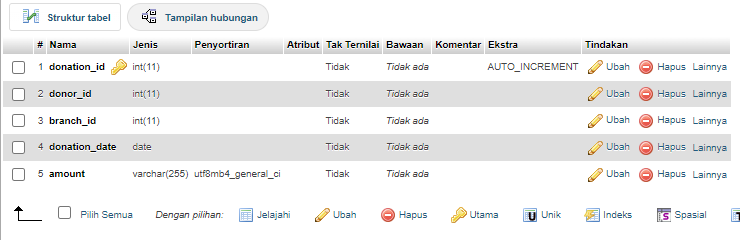 Struktur tabel Tampilan hubungan
# Nama Jenis Penyortiran Atribut Tak Ternilai Bawaan Komentar Ekstra Tindakan
1 donation_id int(11) Tidak Tidak ada AUTO_INCREMENT Ubah Hapus Lainnya
2 donor_id int(11) Tidak Tidak ada Ubah Hapus Lainnya
3 branch_id int(11) Tidak Tidak ada Ubah Hapus Lainnya
4 donation_date date Tidak Tidak ada Ubah Hapus Lainnya
5 amount varchar(255) utf8mb4_general_ci Tidak Tidak ada Ubah Hapus Lainnya
Pilih Semua Dengan pilihan: Jelajahi Ubah Hapus Utama Unik Indeks Spasial